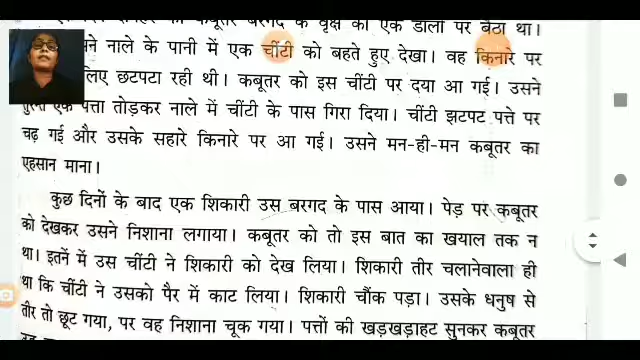 दिन दोपहर को कबूतर बरगद के वृक्ष की एक डाली पर बैठा था।
ने नाले के पानी में एक चींटी को बहते हुए देखा। वह किनारे पर
लिए छटपटा रही थी। कबूतर को इस चींटी पर दया आ गई। उसने
तुरन्त एक पत्ता तोड़कर नाले में चींटी के पास गिरा दिया। चींटी झटपट पत्ते पर
चढ़ गई और उसके सहारे किनारे पर आ गई। उसने मन-ही-मन कबूतर का
एहसान माना।
कुछ दिनों के बाद एक शिकारी उस बरगद के पास आया। पेड़ पर कबूतर
को देखकर उसने निशाना लगाया। कबूतर को तो इस बात का खयाल तक न
था। इतनें में उस चींटी ने शिकारी को देख लिया। शिकारी तीर चलानेवाला ही
था कि चींटी ने उसको पैर में काट लिया। शिकारी चौंक पड़ा। उसके धनुष से
तीर तो छूट गया, पर वह निशाना चूक गया। पत्तों की खड़खड़ाहट सुनकर कबूतर